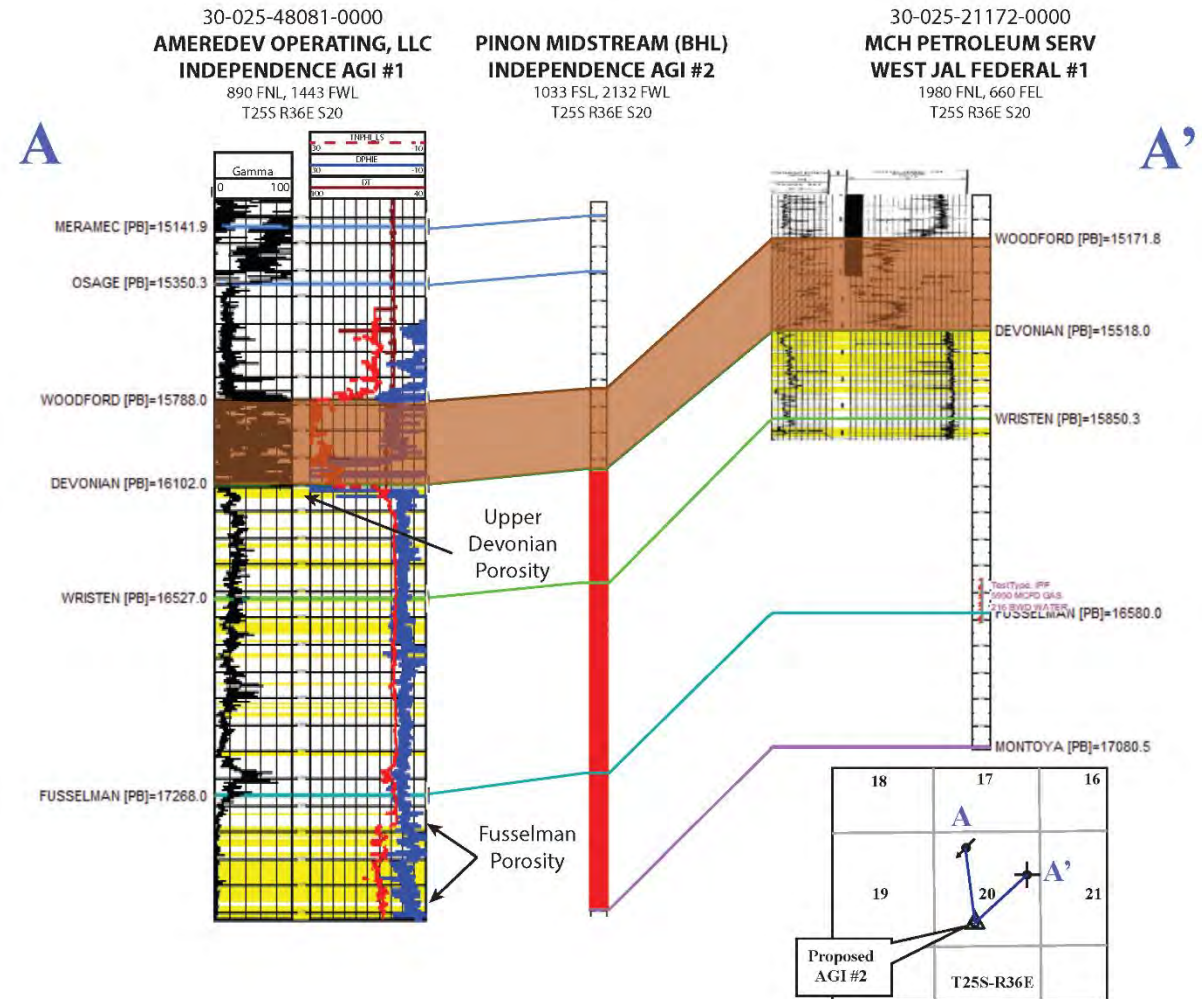 30-025-48081-0000
AMEREDEV OPERATING, LLC
INDEPENDENCE AGI #1
890 FNL, 1443 FWL
T25S R36E S20
PINON MIDSTREAM (BHL)
INDEPENDENCE AGI #2
1033 FSL, 2132 FWL
T25S R36E S20
30-025-21172-0000
MCH PETROLEUM SERV
WEST JAL FEDERAL #1
1980 FNL, 660 FEL
T25S R36E S20
A
A’
TNPH_LS
30 -10
DPHIE
30 -10
DT
100 40
Gamma
0 100
MERAMEC [PB]=15141.9
OSAGE [PB]=15350.3
WOODFORD [PB]=15788.0
DEVONIAN [PB]=16102.0
WRISTEN [PB]=16527.0
FUSSELMAN [PB]=17268.0
Upper
Devonian
Porosity
Fusselman
Porosity
WOODFORD [PB]=15171.8
DEVONIAN [PB]=15518.0
WRISTEN [PB]=15850.3
TestType, IPF
MCPD GAS
216 BWD WATER
FUSSELMAN [PB]=16580.0
MONTOYA [PB]=17080.5
18 17 16
A
A’
19 20 21
Proposed
AGI #2
T25S-R36E